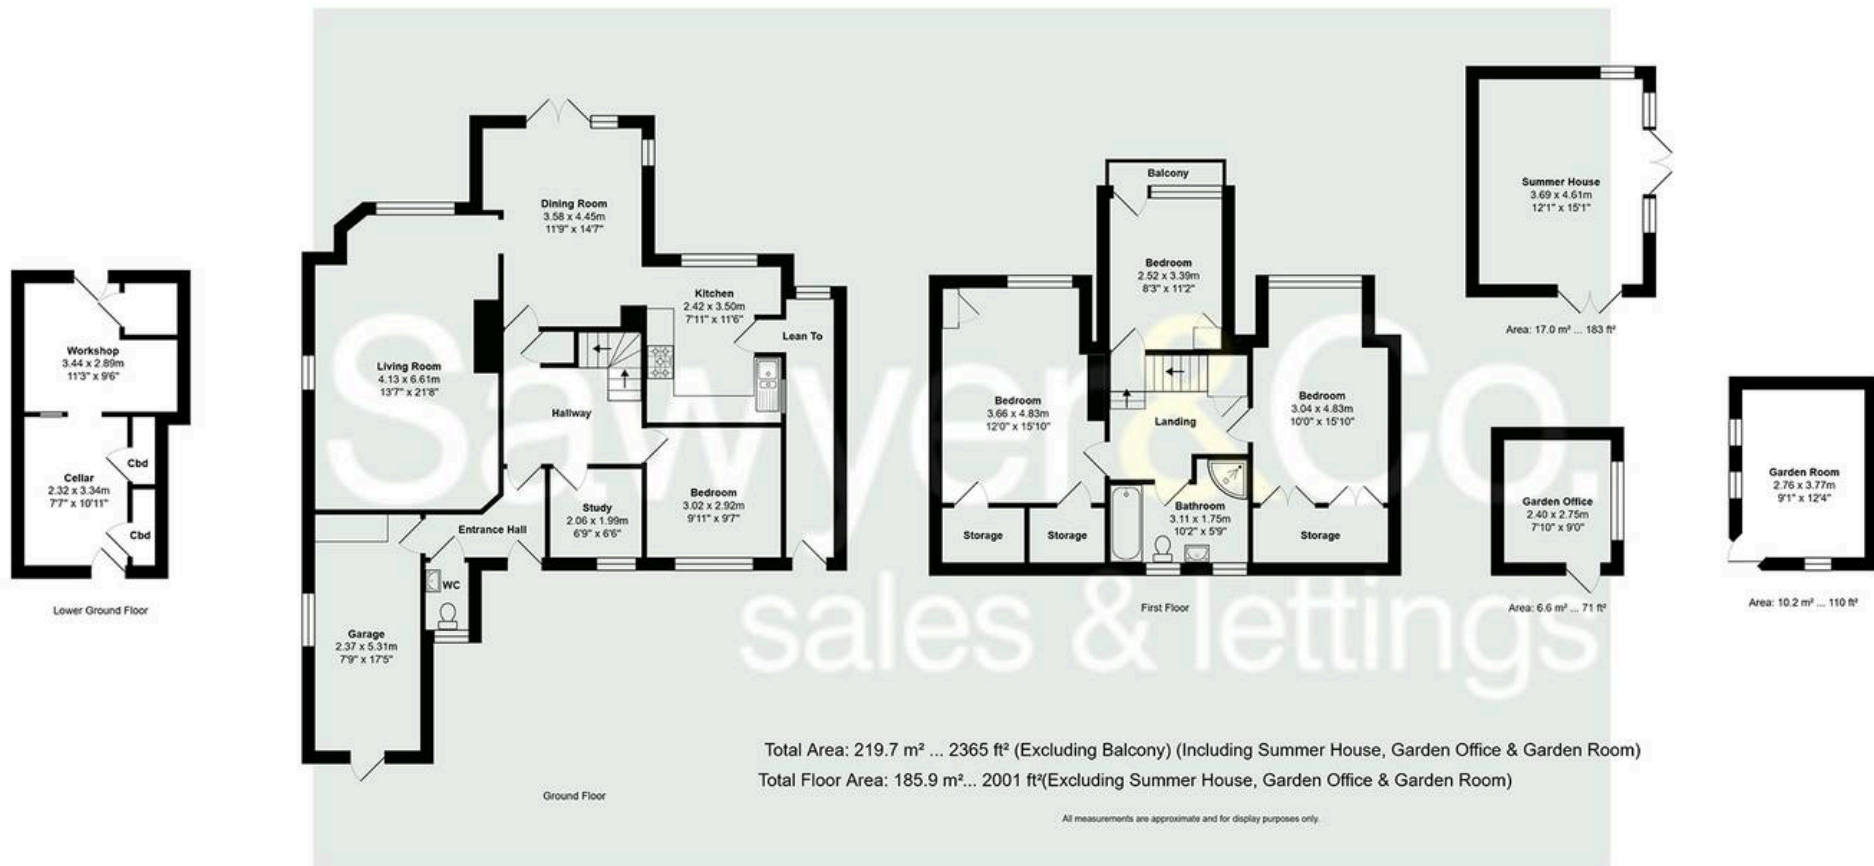 Workshop
3.44 x 2.89m
11'3" x 9'6"
Cellar
2.32 x 3.34m
7'7" x 10'11"
Cbd
Cbd
Lower Ground Floor
Dining Room
3.58 x 4.45m
11'9" x 14'7"
Kitchen
2.42 x 3.50m
7'11" x 11'6"
Lean To
Living Room
4.13 x 6.61m
13'7" x 21'8"
Hallway
Study
2.06 x 1.99m
6'9" x 6'6"
Bedroom
3.02 x 2.92m
9'11" x 9'7"
Entrance Hall
WC
Garage
2.37 x 5.31m
7'9" x 17'5"
Ground Floor
Balcony
Bedroom
2.52 x 3.39m
8'3" x 11'2"
Bedroom
3.66 x 4.83m
12'0" x 15'10"
Landing
Bedroom
3.04 x 4.83m
10'0" x 15'10"
Bathroom
3.11 x 1.75m
10'2" x 5'9"
Storage
Storage
Storage
First Floor
Summer House
3.69 x 4.61m
12'1" x 15'1"
Area: 17.0 m² ... 183 ft²
Garden Office
2.40 x 2.75m
7'10" x 9'0"
Area: 6.6 m² ... 71 ft²
Garden Room
2.76 x 3.77m
9'1" x 12'4"
Area: 10.2 m² ... 110 ft²
Sawyer&Co.
sales & lettings
Total Area: 219.7 m² ... 2365 ft² (Excluding Balcony) (Including Summer House, Garden Office & Garden Room)
Total Floor Area: 185.9 m²... 2001 ft²(Excluding Summer House, Garden Office & Garden Room)
All measurements are approximate and for display purposes only.